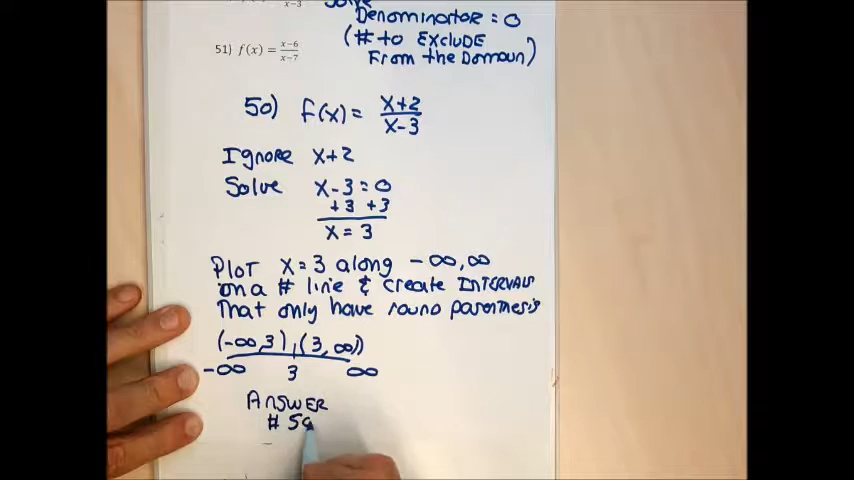 x-3
Denominator = 0
(# to Exclude
From the Domain)
51) f(x) = x-6/x-7
50) f(x) = x+2/x-3
Ignore x+2
Solve x-3=0
+3 +3
x = 3
Plot x=3 along -∞,∞
on a # line & create INTERVALS
That only have round parenthesis
(-∞,3) (3,∞)
-∞ 3 ∞
Answer
# 50